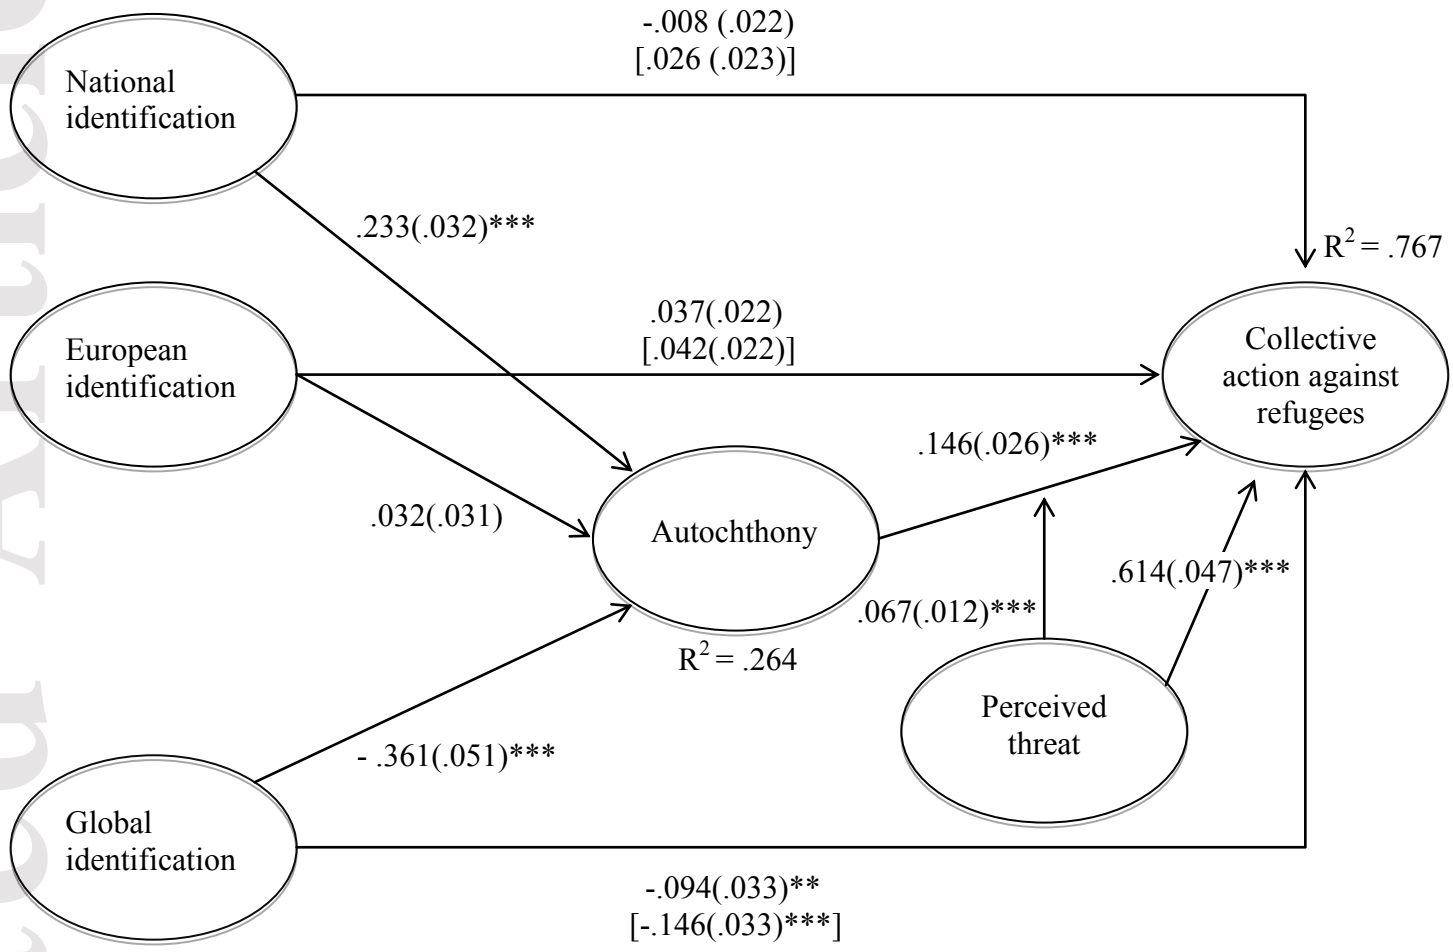 -.008 (.022)
[.026 (.023)]
National
identification
.233(.032)***
R² = .767
European
identification
.037(.022)
[.042(.022)]
Collective
action against
refugees
.146(.026)***
.032(.031)
Autochthony
.614(.047)***
.067(.012)***
R² = .264
Perceived
threat
- .361(.051)***
Global
identification
-.094(.033)**
[-.146(.033)***]